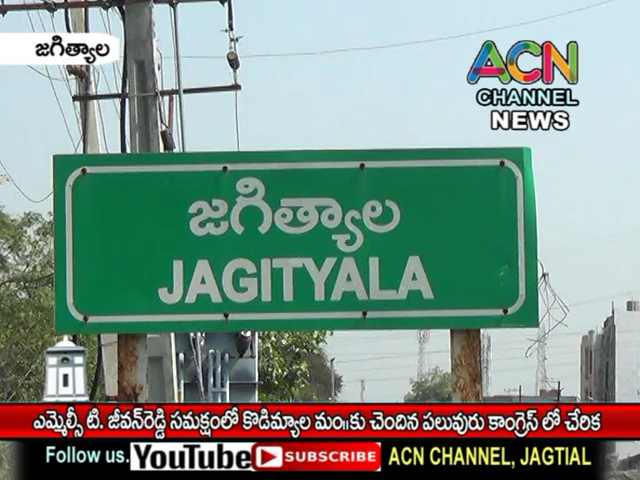 జగిత్యాల
ACN
CHANNEL
NEWS
జగిత్యాల
JAGITYALA
ఎమ్మెల్సీ టి. జీవన్‌రెడ్డి సమక్షంలో కొడిమ్యాల మం॥కు చెందిన పలువురు కాంగ్రెస్ లో చేరిక
Follow us. YouTube SUBSCRIBE ACN CHANNEL, JAGTIAL